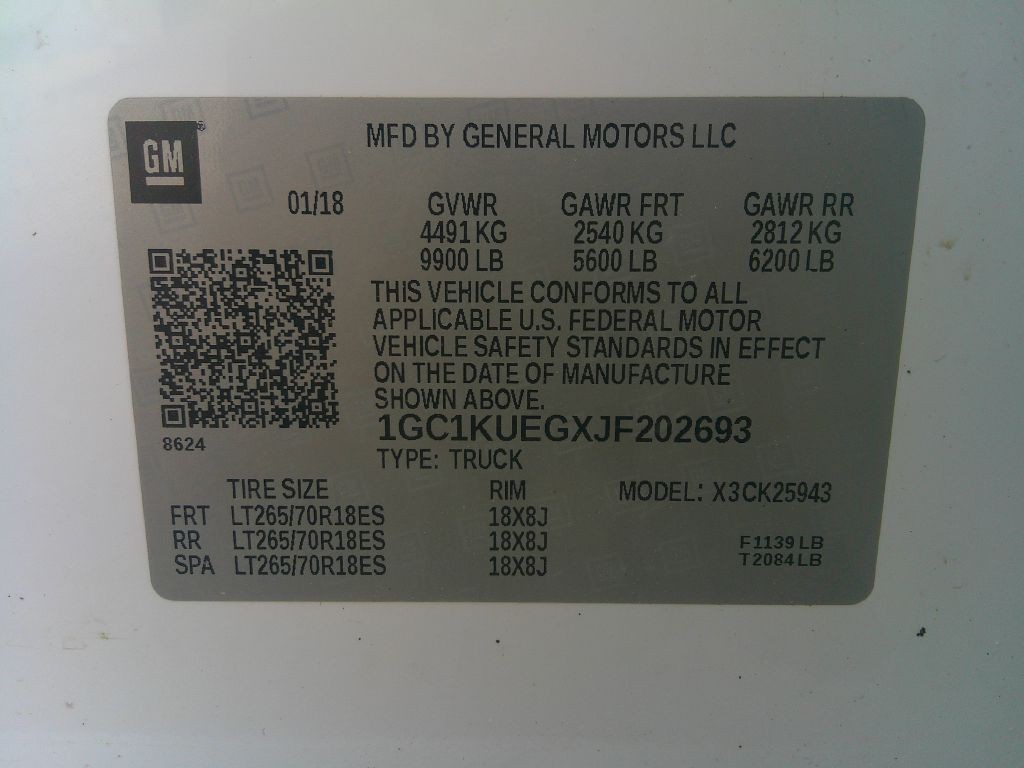 GM
MFD BY GENERAL MOTORS LLC
01/18 GVWR GAWR FRT GAWR RR
4491 KG 2540 KG 2812 KG
9900 LB 5600 LB 6200 LB
THIS VEHICLE CONFORMS TO ALL
APPLICABLE U.S. FEDERAL MOTOR
VEHICLE SAFETY STANDARDS IN EFFECT
ON THE DATE OF MANUFACTURE
SHOWN ABOVE.
1GC1KUEGXJF202693
8624
TYPE: TRUCK
TIRE SIZE RIM MODEL: X3CK25943
FRT LT265/70R18ES 18X8J
RR LT265/70R18ES 18X8J F1139 LB
SPA LT265/70R18ES 18X8J T2084 LB